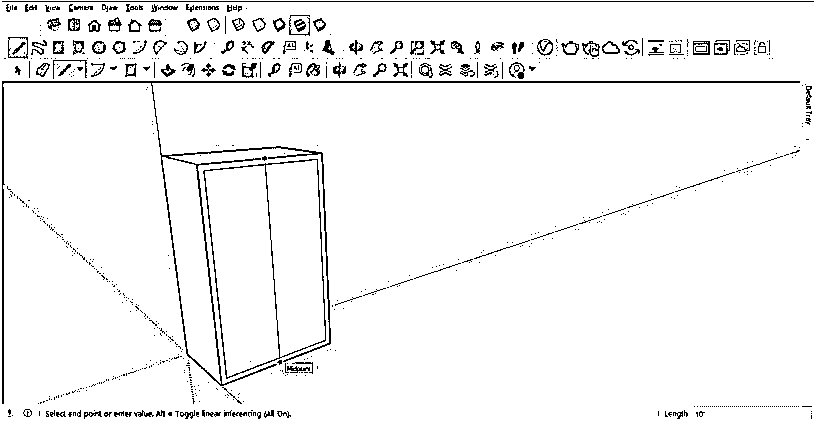 File Edit View Camera Draw Tools Window Extensions Help
Default Tray
Midpoint
Select end point or enter value. Alt = Toggle linear inferencing (All On).
Length 10'